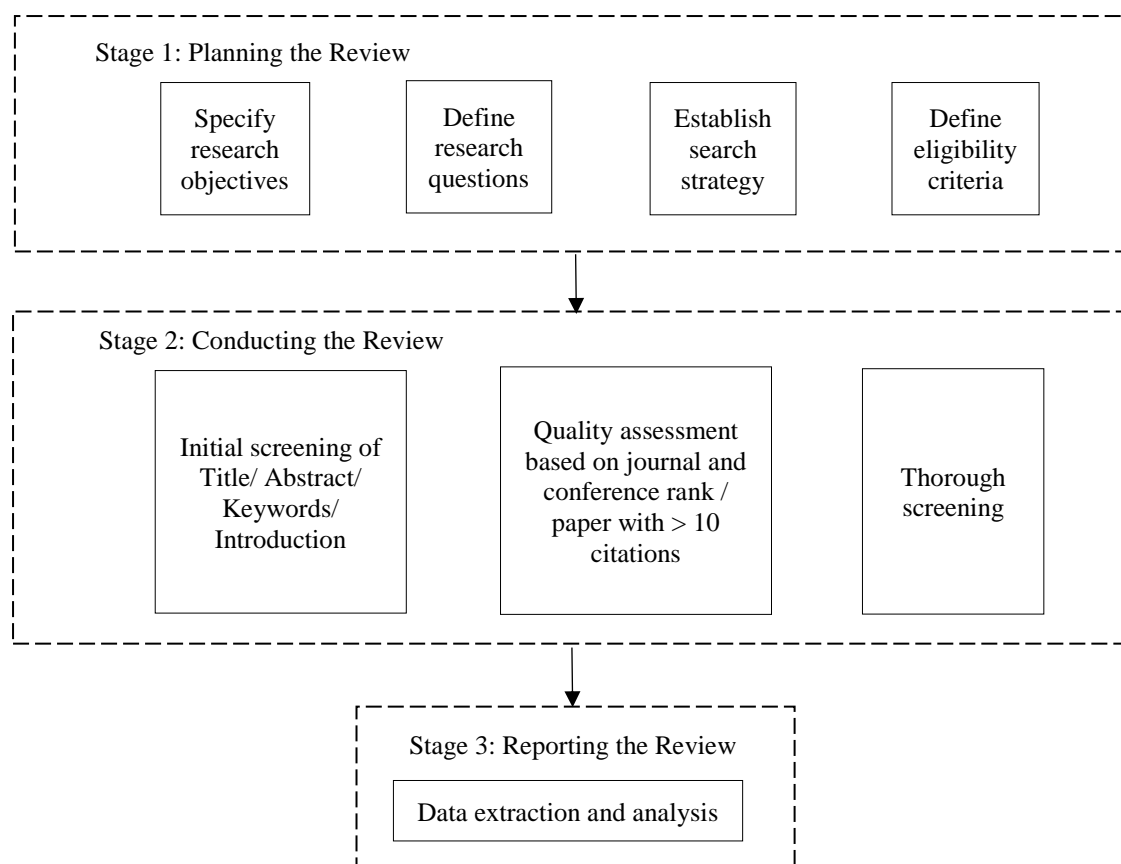 Stage 1: Planning the Review
Specify
research
objectives
Define
research
questions
Establish
search
strategy
Define
eligibility
criteria
Stage 2: Conducting the Review
Initial screening of
Title/ Abstract/
Keywords/
Introduction
Quality assessment
based on journal and
conference rank /
paper with > 10
citations
Thorough
screening
Stage 3: Reporting the Review
Data extraction and analysis